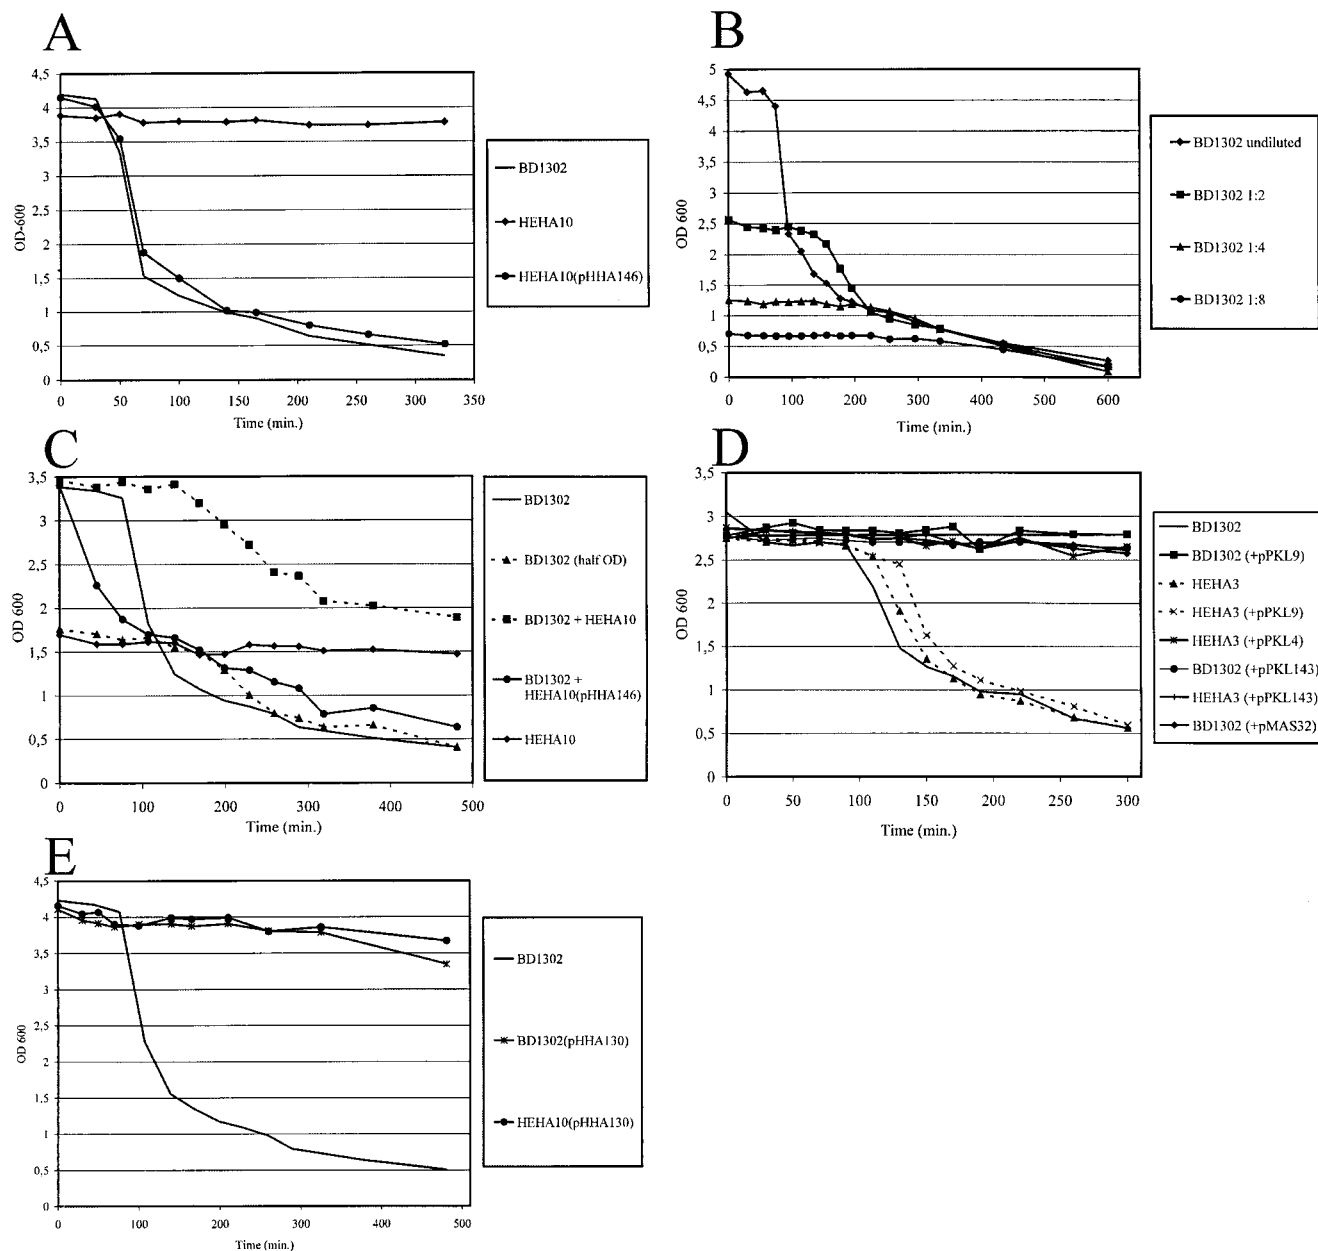 A
4,5
4
3,5
3
2,5
2
1,5
1
0,5
0
OD-600
0 50 100 150 200 250 300 350
Time (min.)
BD1302
HEHA10
HEHA10(pHHA146)
B
5
4,5
4
3,5
3
2,5
2
1,5
1
0,5
0
OD 600
0 100 200 300 400 500 600
Time (min.)
BD1302 undiluted
BD1302 1:2
BD1302 1:4
BD1302 1:8
C
3,5
3
2,5
2
1,5
1
0,5
0
OD 600
0 100 200 300 400 500
Time (min.)
BD1302
BD1302 (half OD)
BD1302 + HEHA10
BD1302 +
HEHA10(pHHA146)
HEHA10
D
3,5
3
2,5
2
1,5
1
0,5
0
OD 600
0 50 100 150 200 250 300
Time (min.)
BD1302
BD1302 (+pPKL9)
HEHA3
HEHA3 (+pPKL9)
HEHA3 (+pPKL4)
BD1302 (+pPKL143)
HEHA3 (+pPKL143)
BD1302 (+pMAS32)
E
4,5
4
3,5
3
2,5
2
1,5
1
0,5
0
OD 600
0 100 200 300 400 500
Time (min.)
BD1302
BD1302(pHHA130)
HEHA10(pHHA130)